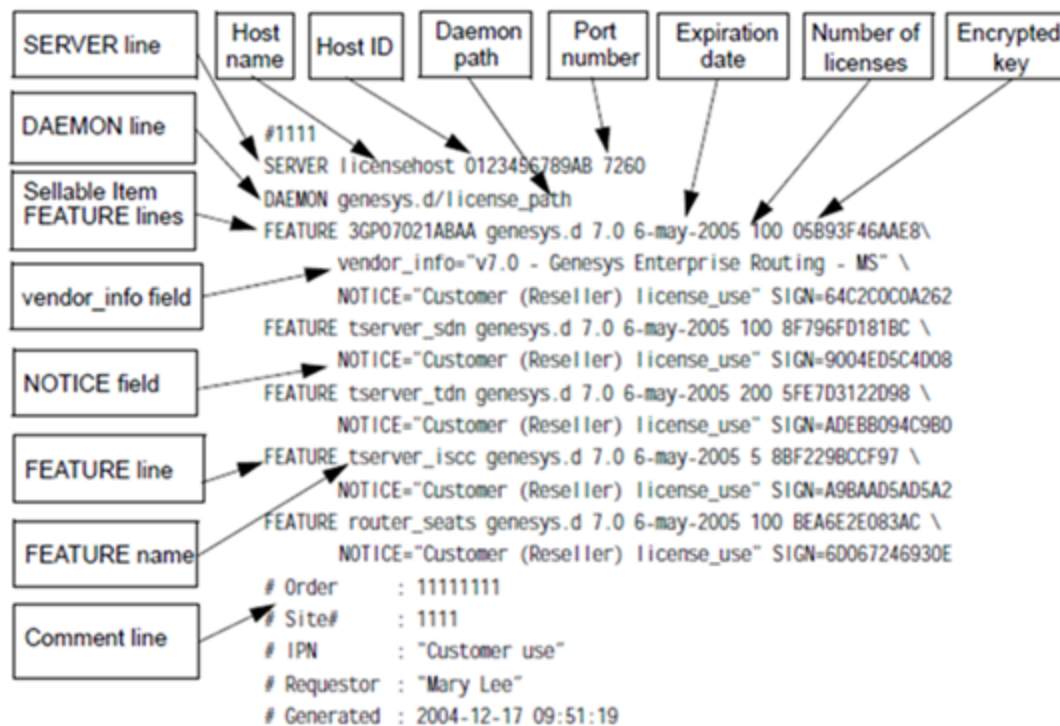 SERVER line
Host name
Host ID
Daemon path
Port number
Expiration date
Number of licenses
Encrypted key
DAEMON line
Sellable Item
FEATURE lines
vendor_info field
NOTICE field
FEATURE line
FEATURE name
Comment line
#1111
SERVER licensehost 0123456789AB 7260
DAEMON genesys.d/license_path
FEATURE 3GP07021ABAA genesys.d 7.0 6-may-2005 100 05B93F46AAE8\
vendor_info="v7.0 - Genesys Enterprise Routing - MS" \
NOTICE="Customer (Reseller) license_use" SIGN=64C2C0C0A262
FEATURE tserver_sdn genesys.d 7.0 6-may-2005 100 8F796FD181BC \
NOTICE="Customer (Reseller) license_use" SIGN=9004ED5C4D08
FEATURE tserver_tdn genesys.d 7.0 6-may-2005 200 5FE7D3122D98 \
NOTICE="Customer (Reseller) license_use" SIGN=ADEBB094C9B0
FEATURE tserver_iscc genesys.d 7.0 6-may-2005 5 8BF229BCCF97 \
NOTICE="Customer (Reseller) license_use" SIGN=A9BAAD5AD5A2
FEATURE router_seats genesys.d 7.0 6-may-2005 100 BEA6E2E083AC \
NOTICE="Customer (Reseller) license_use" SIGN=6D067246930E
# Order : 11111111
# Site# : 1111
# IPN : "Customer use"
# Requestor : "Mary Lee"
# Generated : 2004-12-17 09:51:19